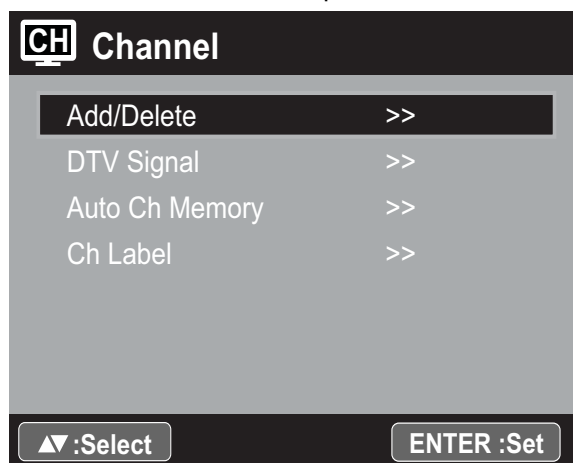 CH Channel
Add/Delete >>
DTV Signal >>
Auto Ch Memory >>
Ch Label >>
▲▼ :Select ENTER :Set